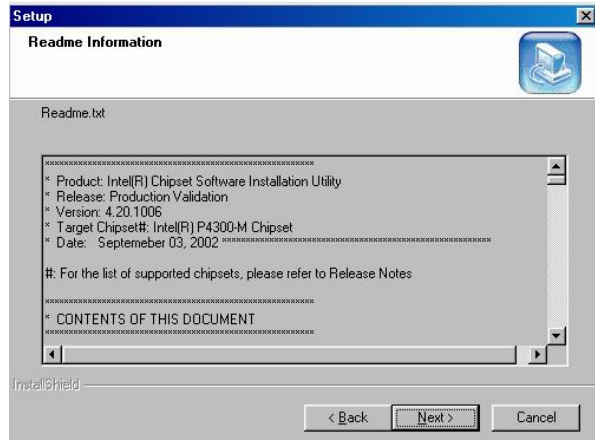 Setup
Readme Information
Readme.txt
**********************************************************
* Product: Intel(R) Chipset Software Installation Utility
* Release: Production Validation
* Version: 4.20.1006
* Target Chipset#: Intel(R) P4300-M Chipset
* Date: Septemeber 03, 2002 **********************************************************
#: For the list of supported chipsets, please refer to Release Notes
**********************************************************
* CONTENTS OF THIS DOCUMENT
**********************************************************
InstallShield
< Back
Next >
Cancel